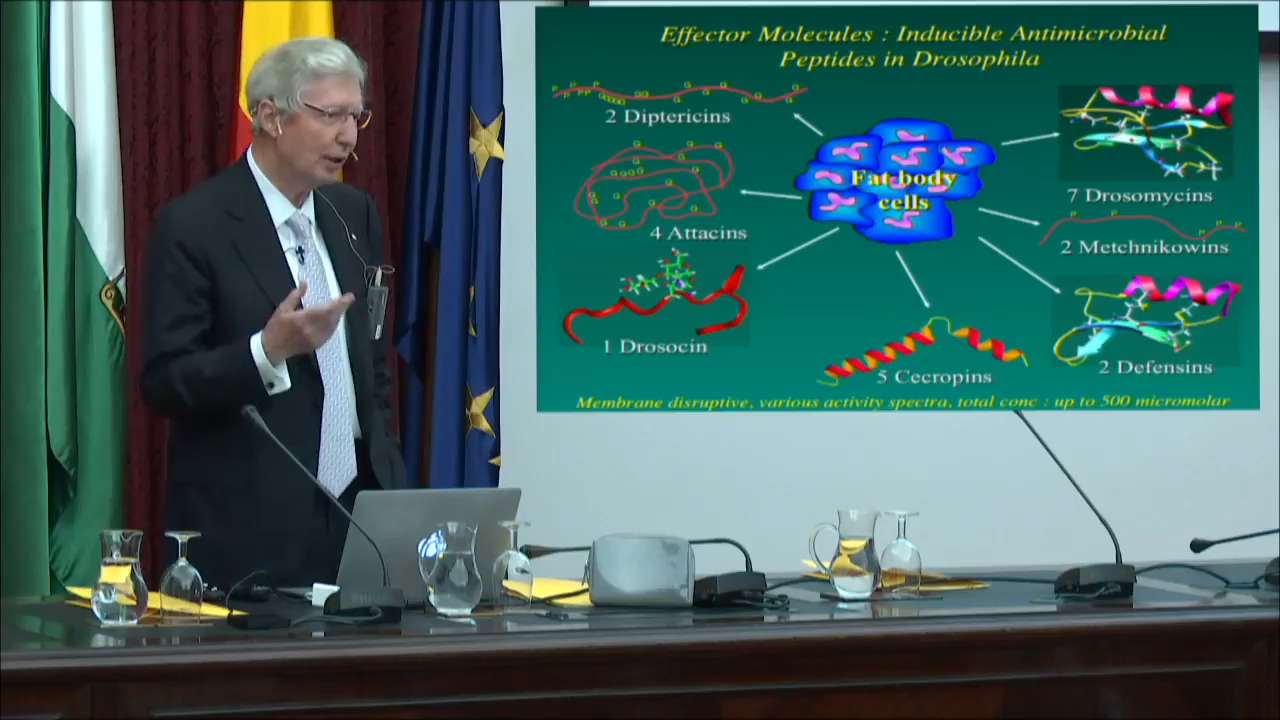 Effector Molecules : Inducible Antimicrobial
Peptides in Drosophila
2 Diptericins
4 Attacins
1 Drosocin
Fat body
cells
5 Cecropins
7 Drosomycins
2 Metchnikowins
2 Defensins
Membrane disruptive, various activity spectra, total conc : up to 500 micromolar